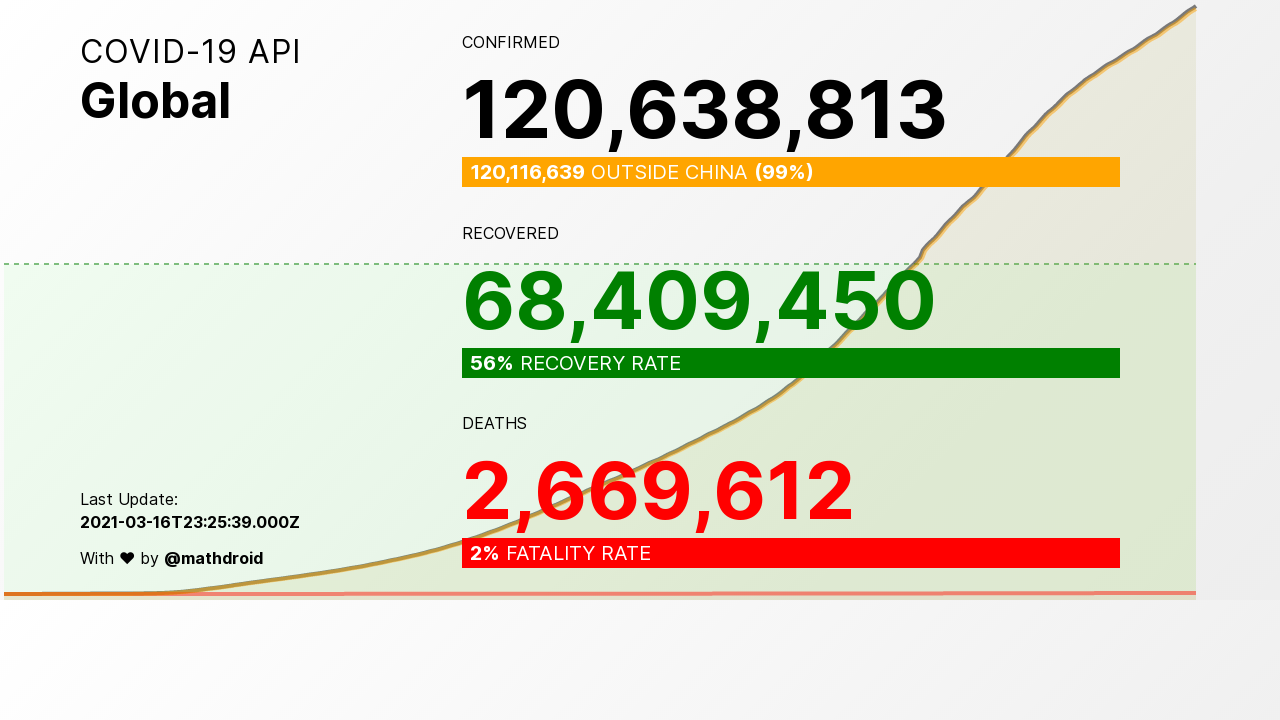 COVID-19 API
Global
CONFIRMED
120,638,813
120,116,639 OUTSIDE CHINA (99%)
RECOVERED
68,409,450
56% RECOVERY RATE
DEATHS
2,669,612
2% FATALITY RATE
Last Update:
2021-03-16T23:25:39.000Z
With ❤ by @mathdroid